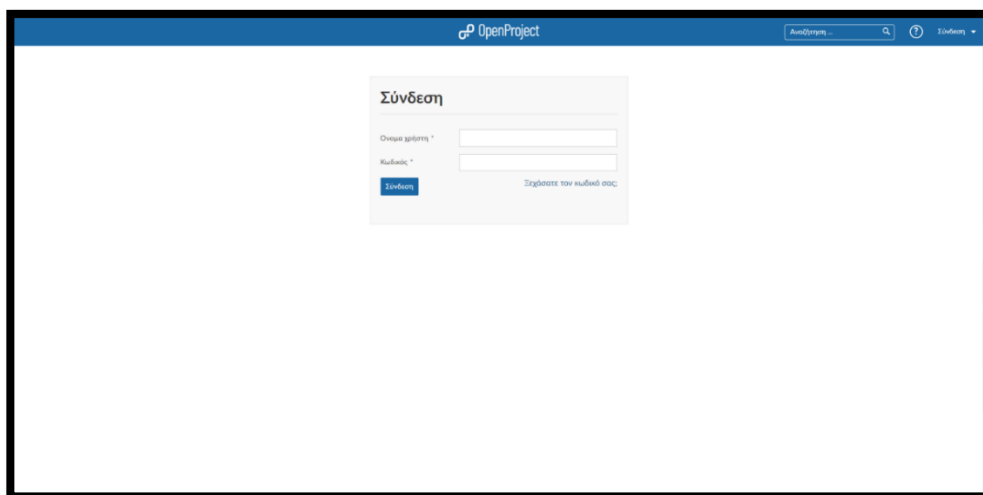 OpenProject
Αναζήτηση ...
Σύνδεση
Σύνδεση
Όνομα χρήστη *
Κωδικός *
Σύνδεση
Ξεχάσατε τον κωδικό σας;